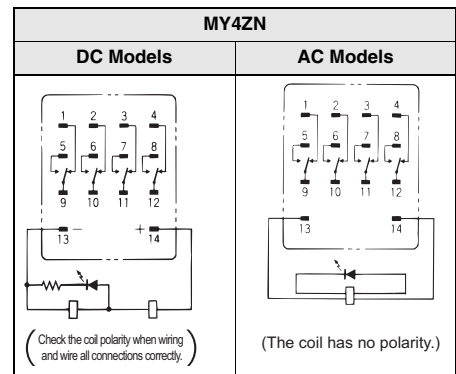 MY4ZN
DC Models
AC Models
1 2 3 4
5 6 7 8
9 10 11 12
13 − + 14
(Check the coil polarity when wiring
and wire all connections correctly.)
1 2 3 4
5 6 7 8
9 10 11 12
13 14
(The coil has no polarity.)